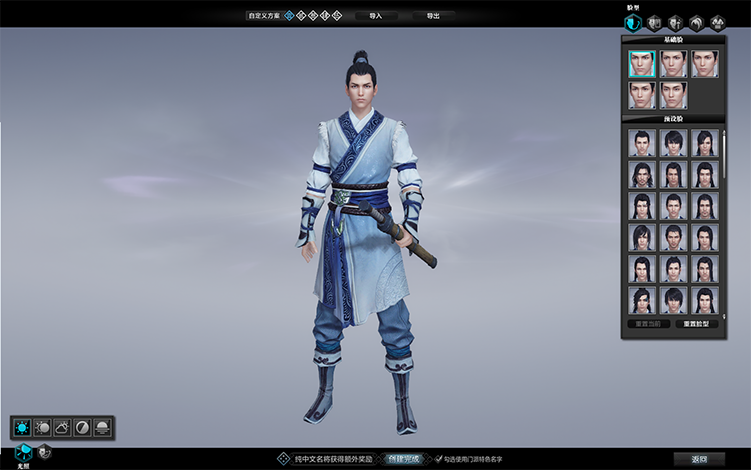 脸型
自定义方案 导入 导出
基础脸
预设脸
重置当前 重置脸型
光照
纯中文名将获得额外奖励 创建完成 勾选使用门派特色名字 返回